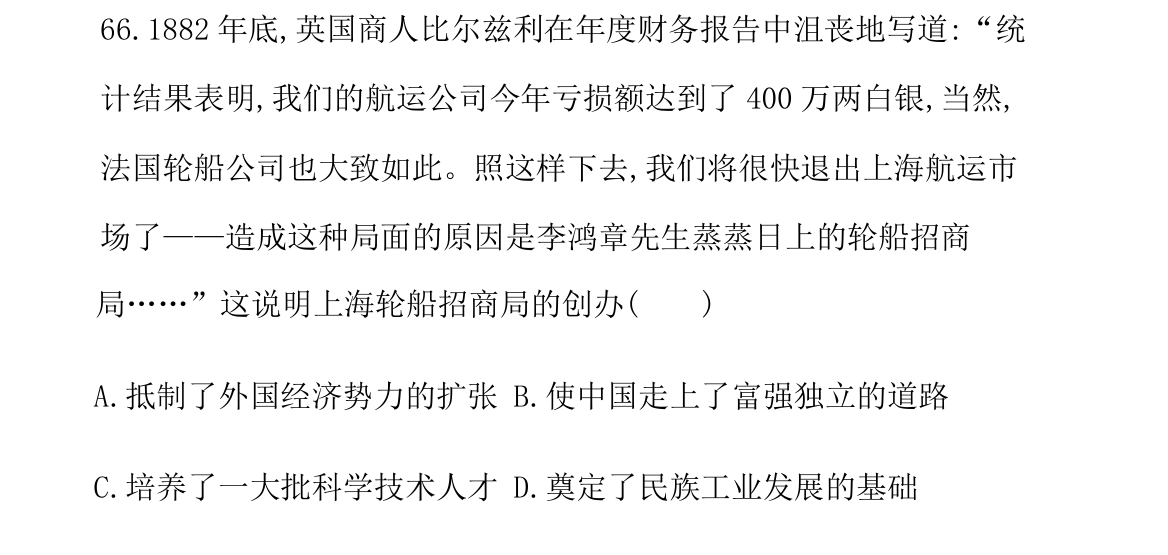 66.1882 年底,英国商人比尔兹利在年度财务报告中沮丧地写道:“统
计结果表明,我们的航运公司今年亏损额达到了 400 万两白银,当然,
法国轮船公司也大致如此。照这样下去,我们将很快退出上海航运市
场了——造成这种局面的原因是李鸿章先生蒸蒸日上的轮船招商
局……”这说明上海轮船招商局的创办(　　)
A.抵制了外国经济势力的扩张 B.使中国走上了富强独立的道路
C.培养了一大批科学技术人才 D.奠定了民族工业发展的基础